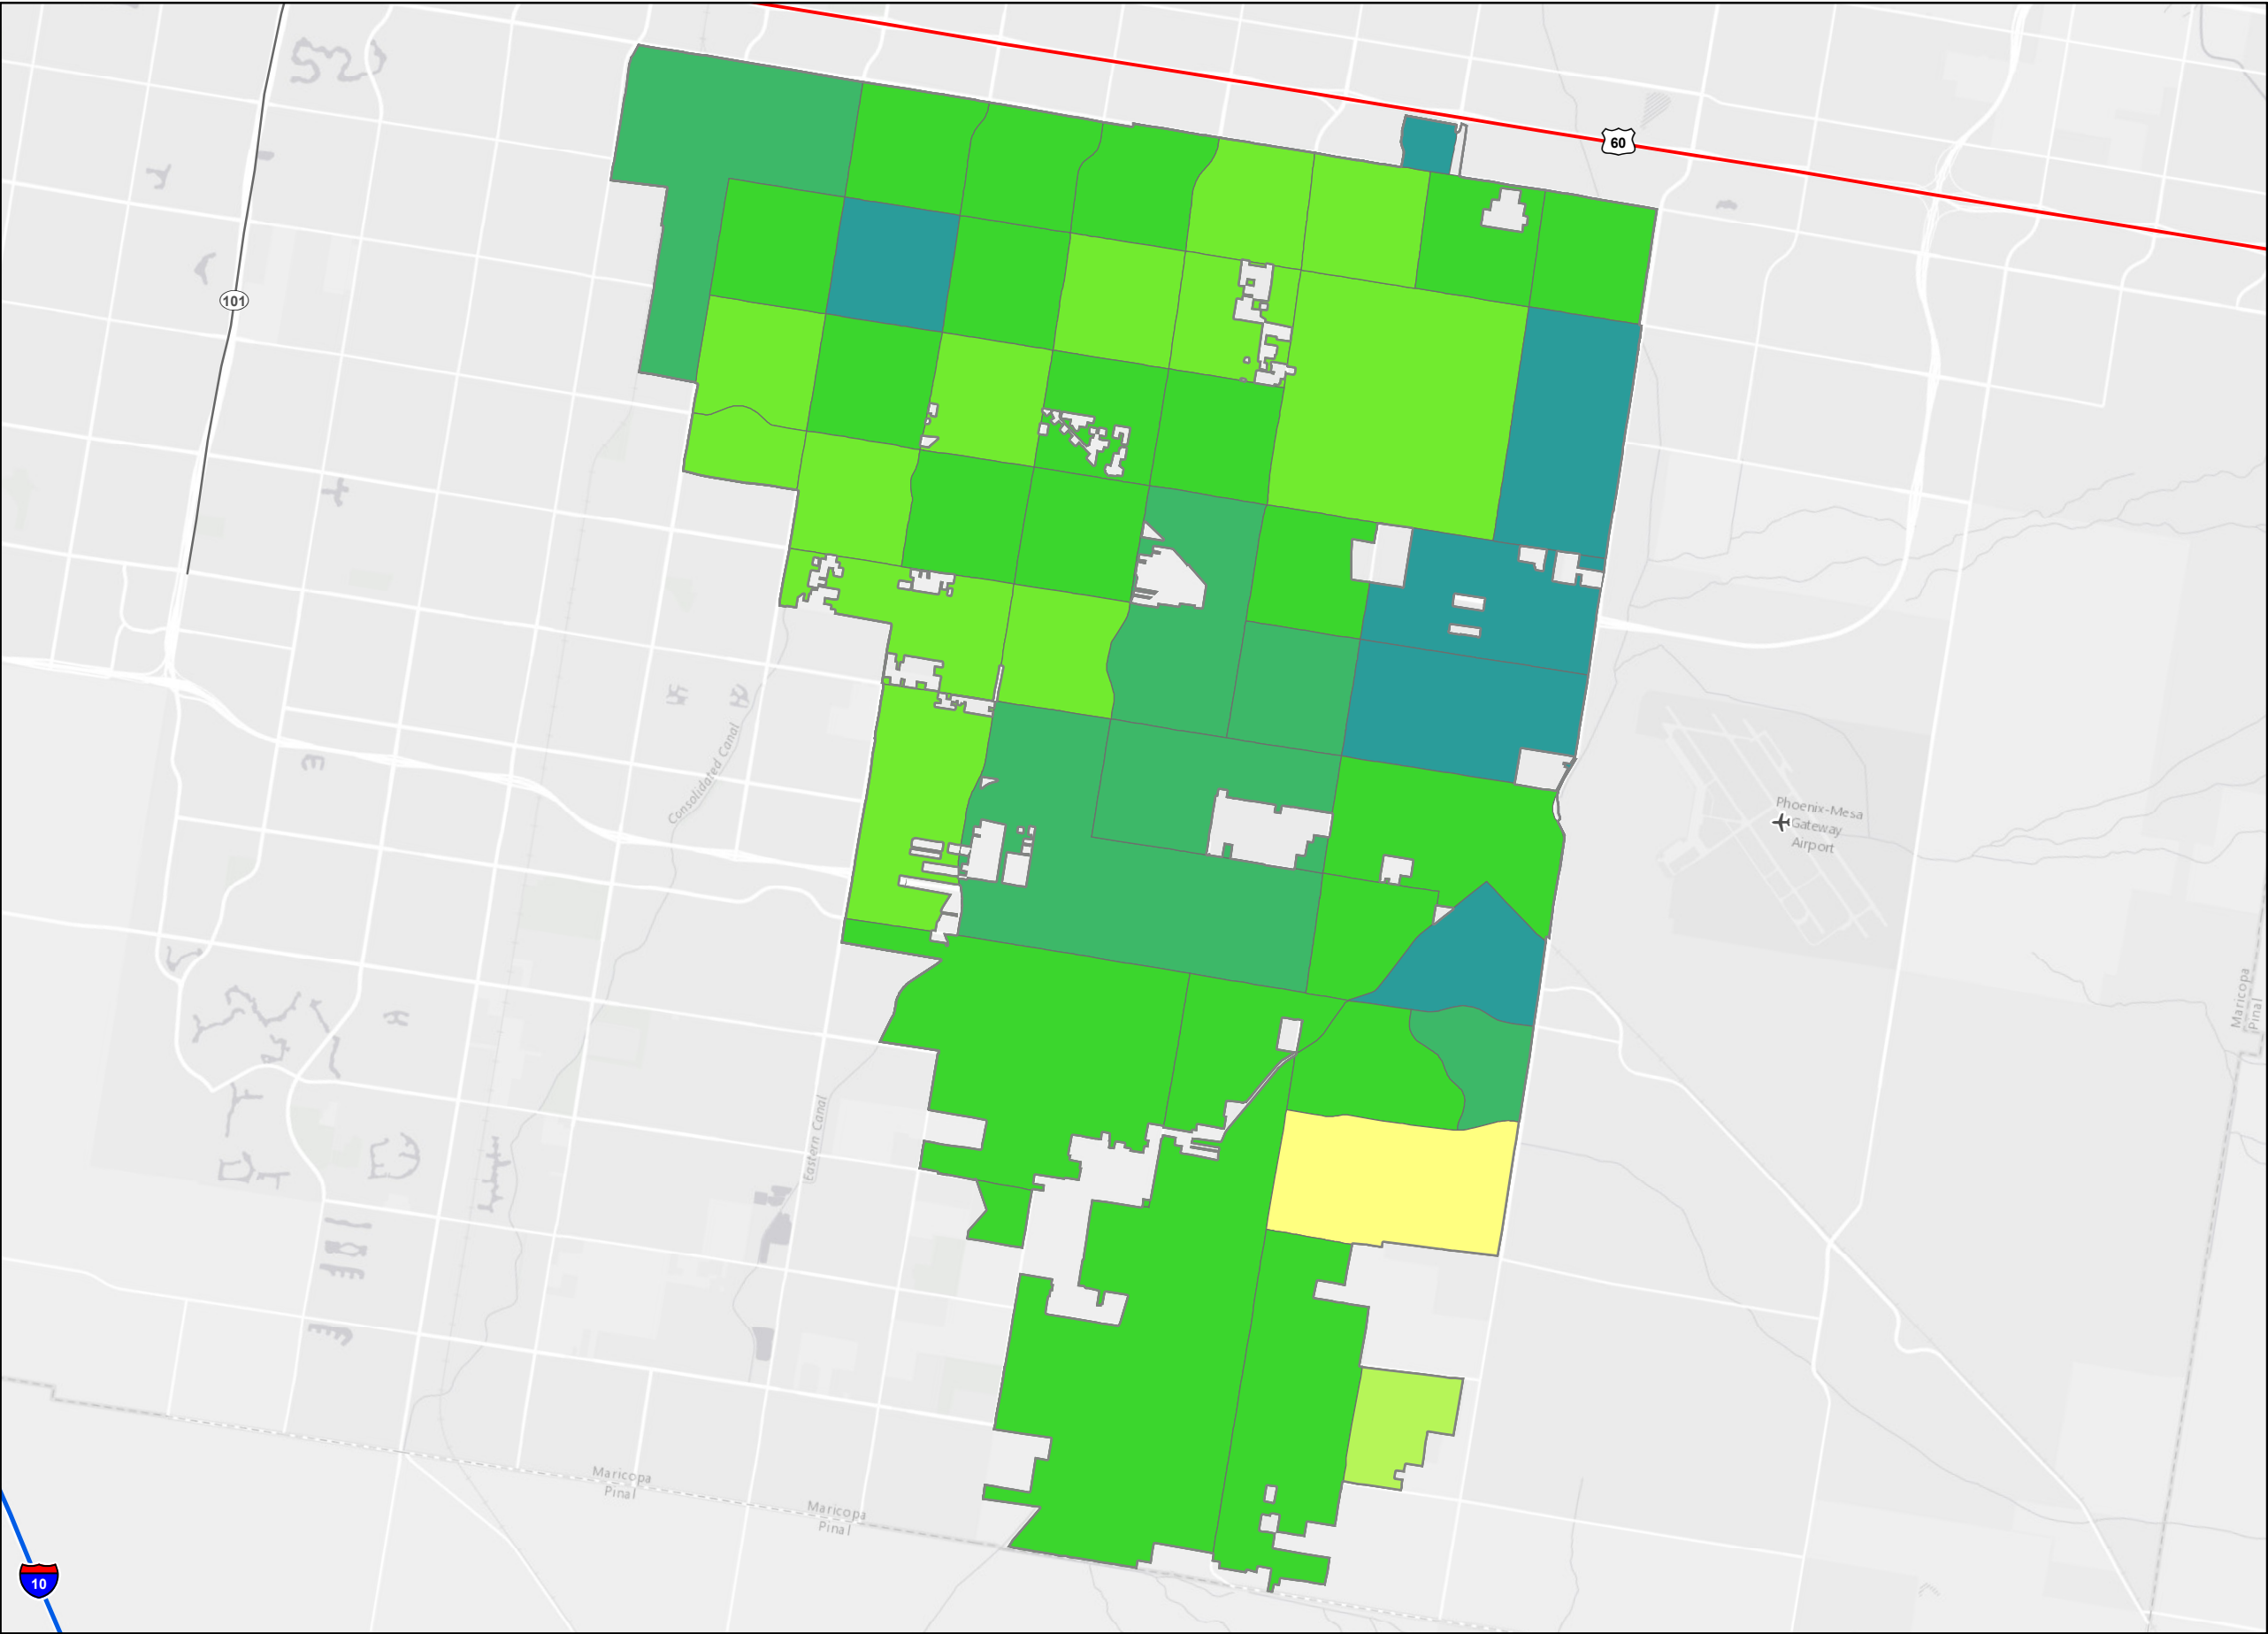 60
101
Consolidated Canal
Phoenix-Mesa
Gateway
Airport
Maricopa
Pinal
Eastern Canal
Maricopa
Pinal
Maricopa
Pinal
10